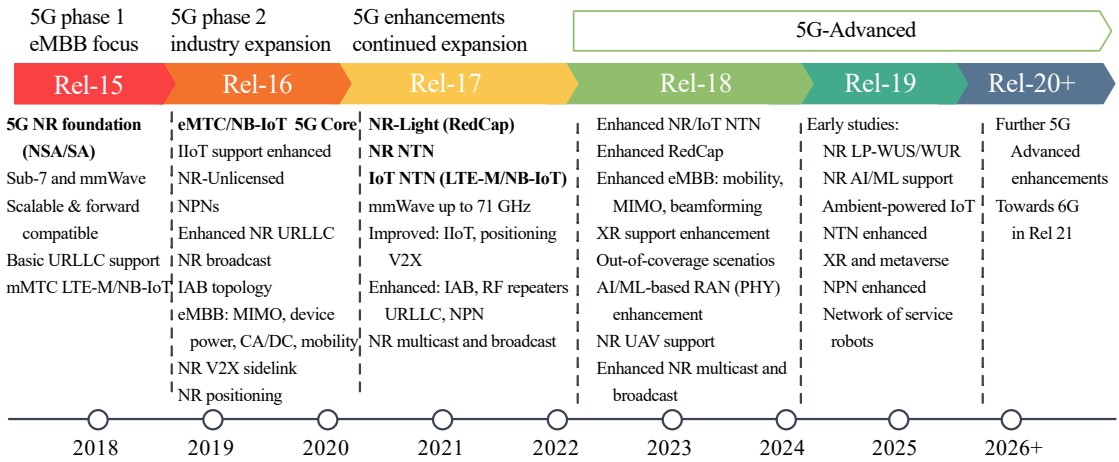 5G phase 1
eMBB focus
5G phase 2
industry expansion
5G enhancements
continued expansion
5G-Advanced
Rel-15
Rel-16
Rel-17
Rel-18
Rel-19
Rel-20+
5G NR foundation
(NSA/SA)
Sub-7 and mmWave
Scalable & forward
compatible
Basic URLLC support
mMTC LTE-M/NB-IoT
eMTC/NB-IoT 5G Core
IIoT support enhanced
NR-Unlicensed
NPNs
Enhanced NR URLLC
NR broadcast
IAB topology
eMBB: MIMO, device
power, CA/DC, mobility
NR V2X sidelink
NR positioning
NR-Light (RedCap)
NR NTN
IoT NTN (LTE-M/NB-IoT)
mmWave up to 71 GHz
Improved: IIoT, positioning
V2X
Enhanced: IAB, RF repeaters
URLLC, NPN
NR multicast and broadcast
Enhanced NR/IoT NTN
Enhanced RedCap
Enhanced eMBB: mobility,
MIMO, beamforming
XR support enhancement
Out-of-coverage scenatios
AI/ML-based RAN (PHY)
enhancement
NR UAV support
Enhanced NR multicast and
broadcast
Early studies:
NR LP-WUS/WUR
NR AI/ML support
Ambient-powered IoT
NTN enhanced
XR and metaverse
NPN enhanced
Network of service
robots
Further 5G
Advanced
enhancements
Towards 6G
in Rel 21
2018
2019
2020
2021
2022
2023
2024
2025
2026+